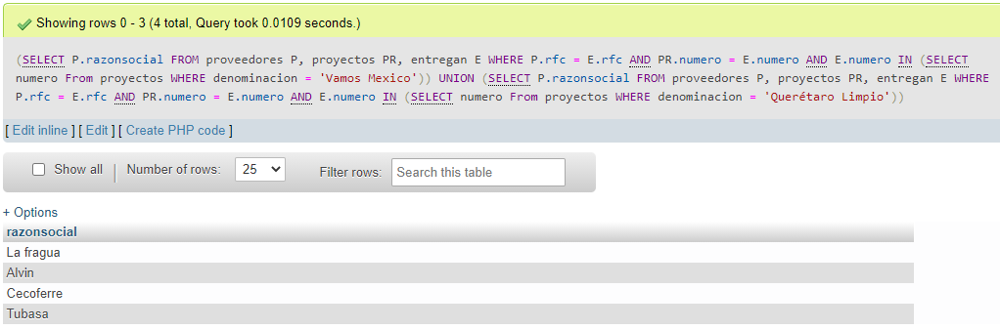 Showing rows 0 - 3 (4 total, Query took 0.0109 seconds.)
(SELECT P.razonsocial FROM proveedores P, proyectos PR, entregan E WHERE P.rfc = E.rfc AND PR.numero = E.numero AND E.numero IN (SELECT
numero From proyectos WHERE denominacion = 'Vamos Mexico')) UNION (SELECT P.razonsocial FROM proveedores P, proyectos PR, entregan E WHERE
P.rfc = E.rfc AND PR.numero = E.numero AND E.numero IN (SELECT numero From proyectos WHERE denominacion = 'Querétaro Limpio'))
[ Edit inline ] [ Edit ] [ Create PHP code ]
Show all | Number of rows: 25 Filter rows: Search this table
+ Options
razonsocial
La fragua
Alvin
Cecoferre
Tubasa